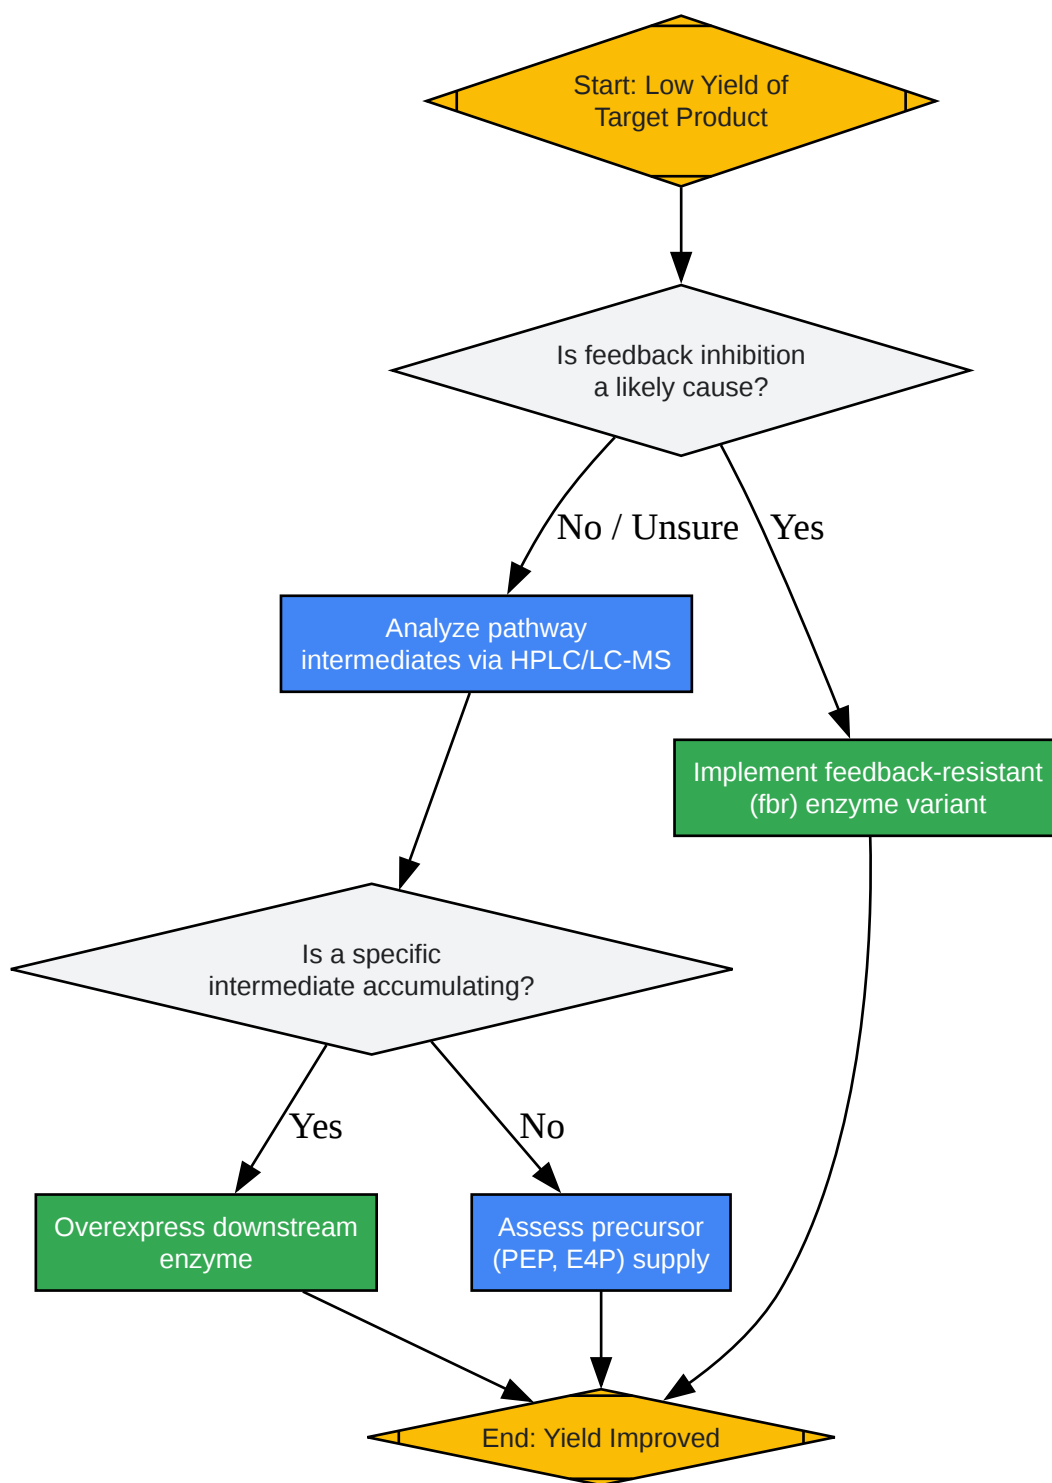 Start: Low Yield of
Target Product
Is feedback inhibition
a likely cause?
No / Unsure
Yes
Analyze pathway
intermediates via HPLC/LC-MS
Implement feedback-resistant
(fbr) enzyme variant
Is a specific
intermediate accumulating?
Yes
No
Overexpress downstream
enzyme
Assess precursor
(PEP, E4P) supply
End: Yield Improved